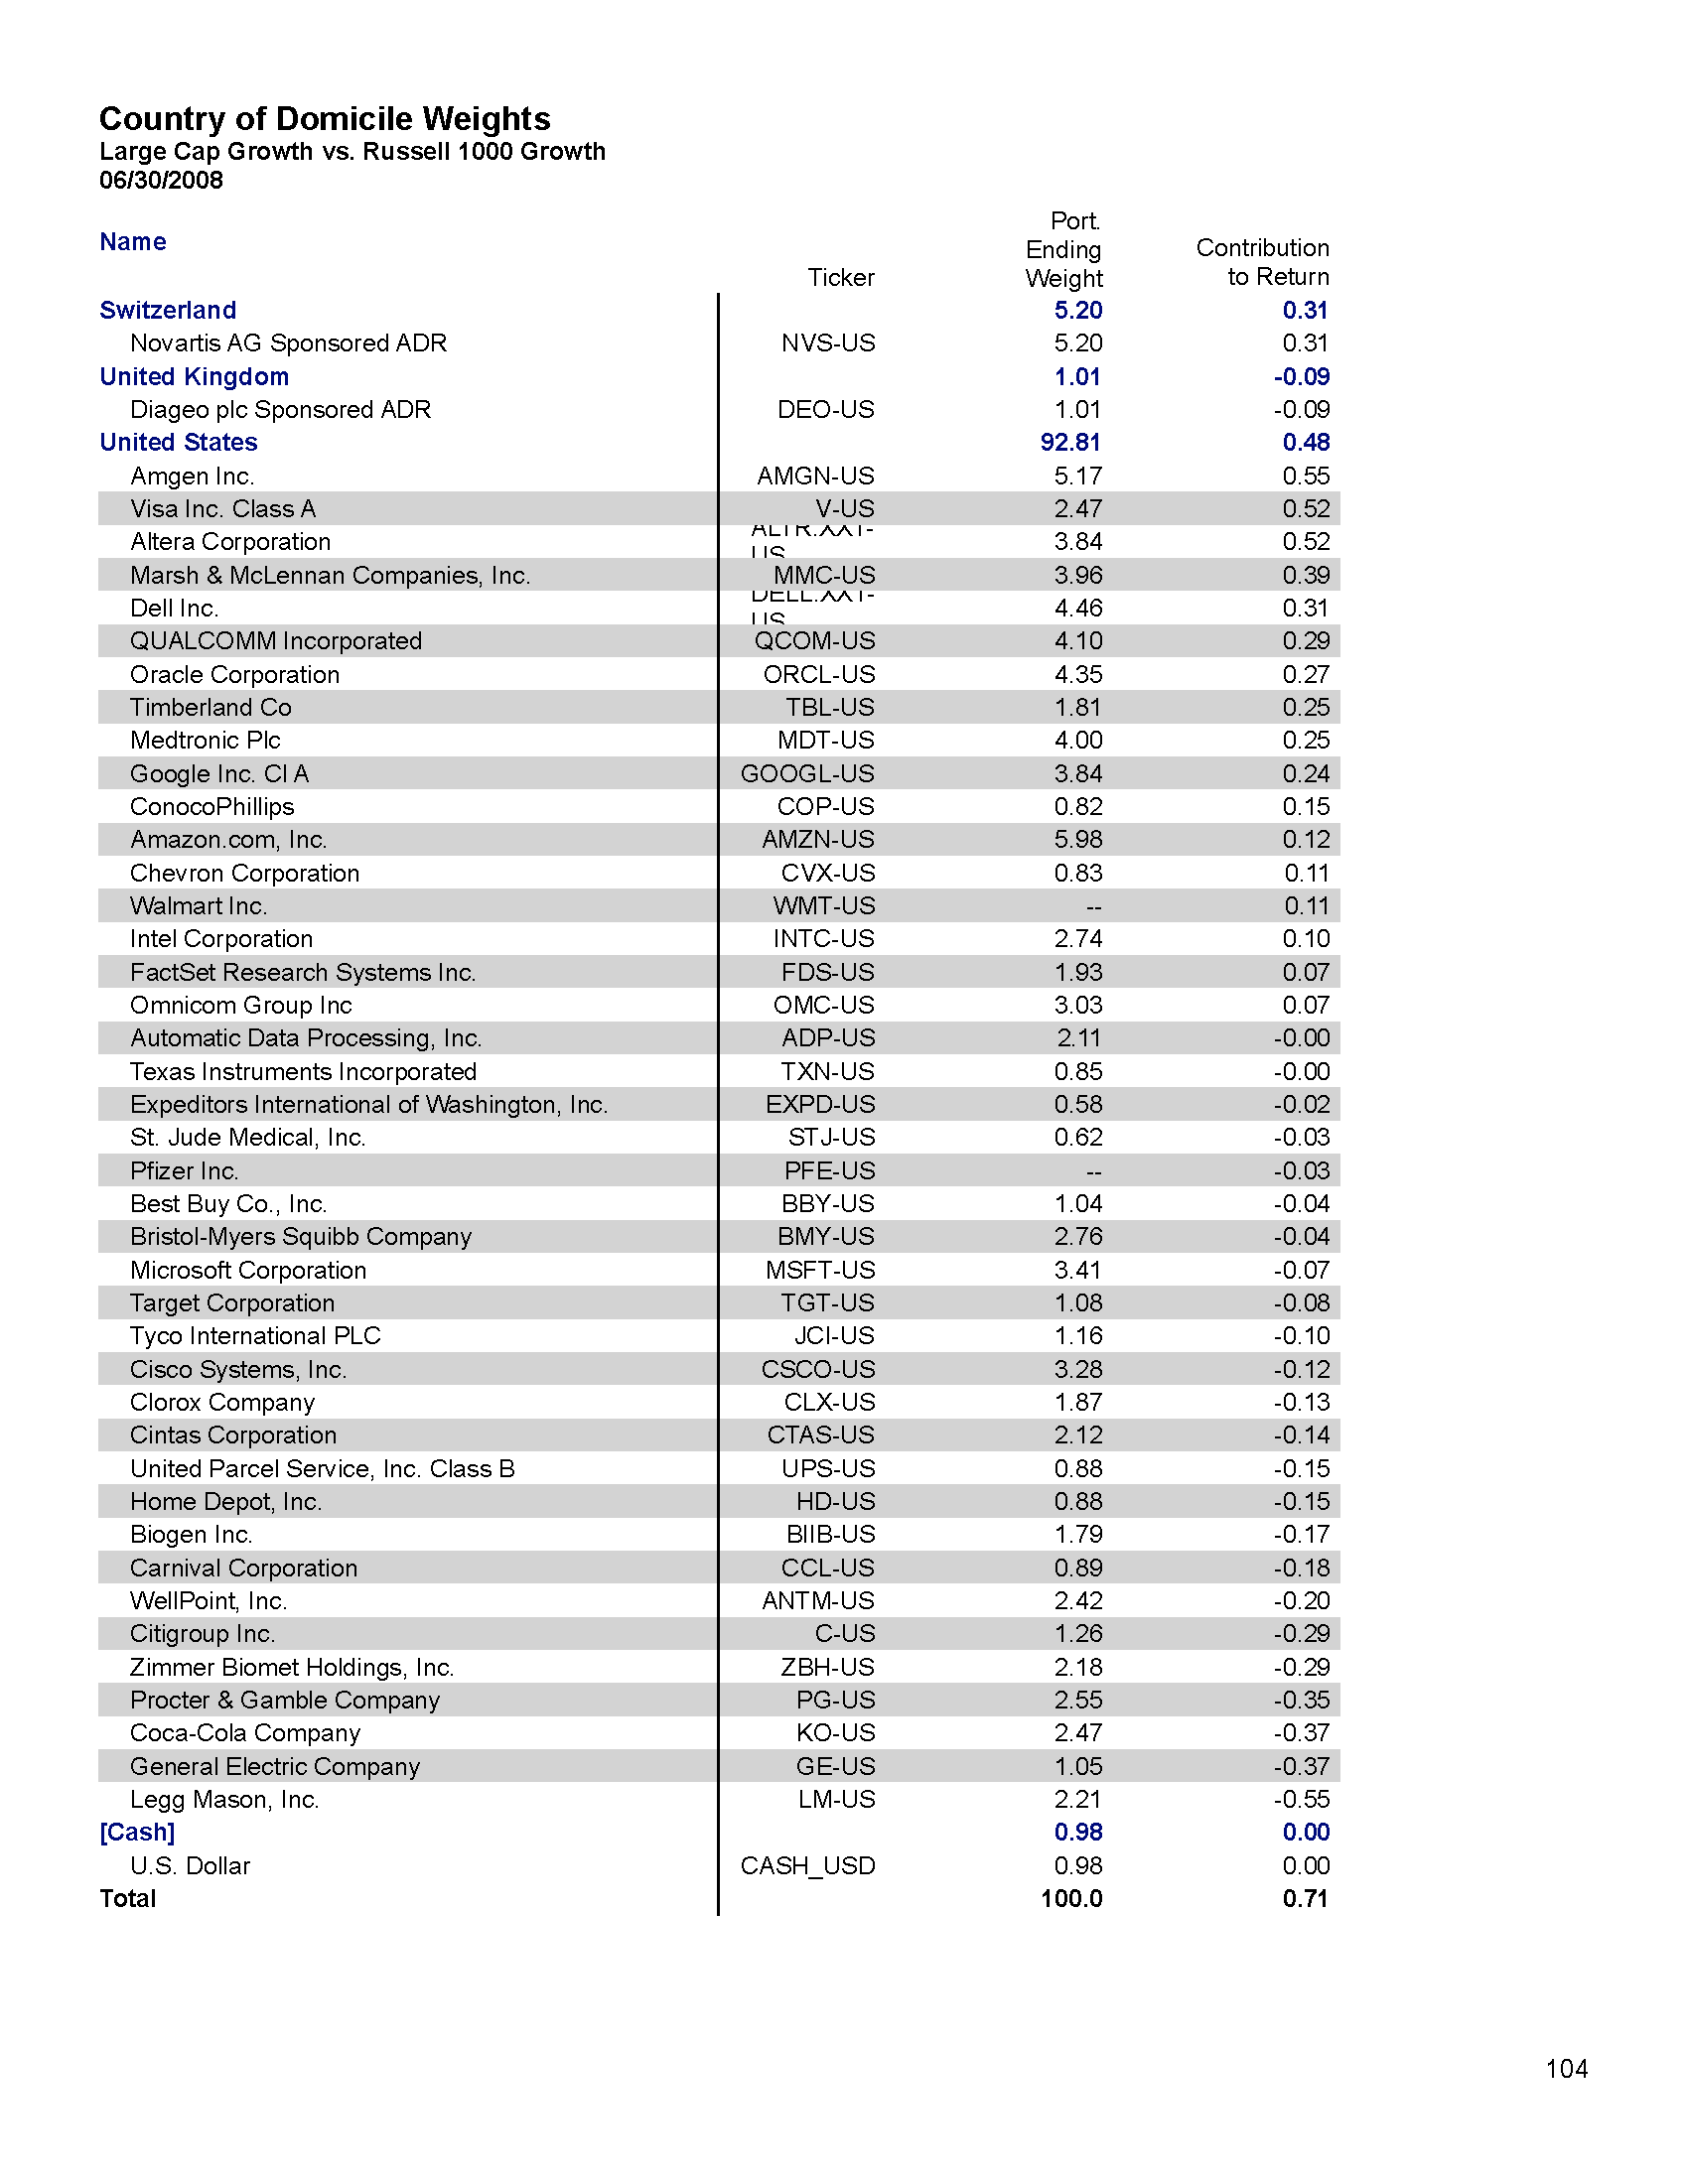 Country of Domicile Weights
Large Cap Growth vs. Russell 1000 Growth
06/30/2008
Name Ticker Port. Ending Weight Contribution to Return
Switzerland 5.20 0.31
Novartis AG Sponsored ADR NVS-US 5.20 0.31
United Kingdom 1.01 -0.09
Diageo plc Sponsored ADR DEO-US 1.01 -0.09
United States 92.81 0.48
Amgen Inc. AMGN-US 5.17 0.55
Visa Inc. Class A V-US 2.47 0.52
Altera Corporation ALTR.XX1-US 3.84 0.52
Marsh & McLennan Companies, Inc. MMC-US 3.96 0.39
Dell Inc. DELL.XX1-US 4.46 0.31
QUALCOMM Incorporated QCOM-US 4.10 0.29
Oracle Corporation ORCL-US 4.35 0.27
Timberland Co TBL-US 1.81 0.25
Medtronic Plc MDT-US 4.00 0.25
Google Inc. Cl A GOOGL-US 3.84 0.24
ConocoPhillips COP-US 0.82 0.15
Amazon.com, Inc. AMZN-US 5.98 0.12
Chevron Corporation CVX-US 0.83 0.11
Walmart Inc. WMT-US -- 0.11
Intel Corporation INTC-US 2.74 0.10
FactSet Research Systems Inc. FDS-US 1.93 0.07
Omnicom Group Inc OMC-US 3.03 0.07
Automatic Data Processing, Inc. ADP-US 2.11 -0.00
Texas Instruments Incorporated TXN-US 0.85 -0.00
Expeditors International of Washington, Inc. EXPD-US 0.58 -0.02
St. Jude Medical, Inc. STJ-US 0.62 -0.03
Pfizer Inc. PFE-US -- -0.03
Best Buy Co., Inc. BBY-US 1.04 -0.04
Bristol-Myers Squibb Company BMY-US 2.76 -0.04
Microsoft Corporation MSFT-US 3.41 -0.07
Target Corporation TGT-US 1.08 -0.08
Tyco International PLC JCI-US 1.16 -0.10
Cisco Systems, Inc. CSCO-US 3.28 -0.12
Clorox Company CLX-US 1.87 -0.13
Cintas Corporation CTAS-US 2.12 -0.14
United Parcel Service, Inc. Class B UPS-US 0.88 -0.15
Home Depot, Inc. HD-US 0.88 -0.15
Biogen Inc. BIIB-US 1.79 -0.17
Carnival Corporation CCL-US 0.89 -0.18
WellPoint, Inc. ANTM-US 2.42 -0.20
Citigroup Inc. C-US 1.26 -0.29
Zimmer Biomet Holdings, Inc. ZBH-US 2.18 -0.29
Procter & Gamble Company PG-US 2.55 -0.35
Coca-Cola Company KO-US 2.47 -0.37
General Electric Company GE-US 1.05 -0.37
Legg Mason, Inc. LM-US 2.21 -0.55
[Cash] 0.98 0.00
U.S. Dollar CASH_USD 0.98 0.00
Total 100.0 0.71
104